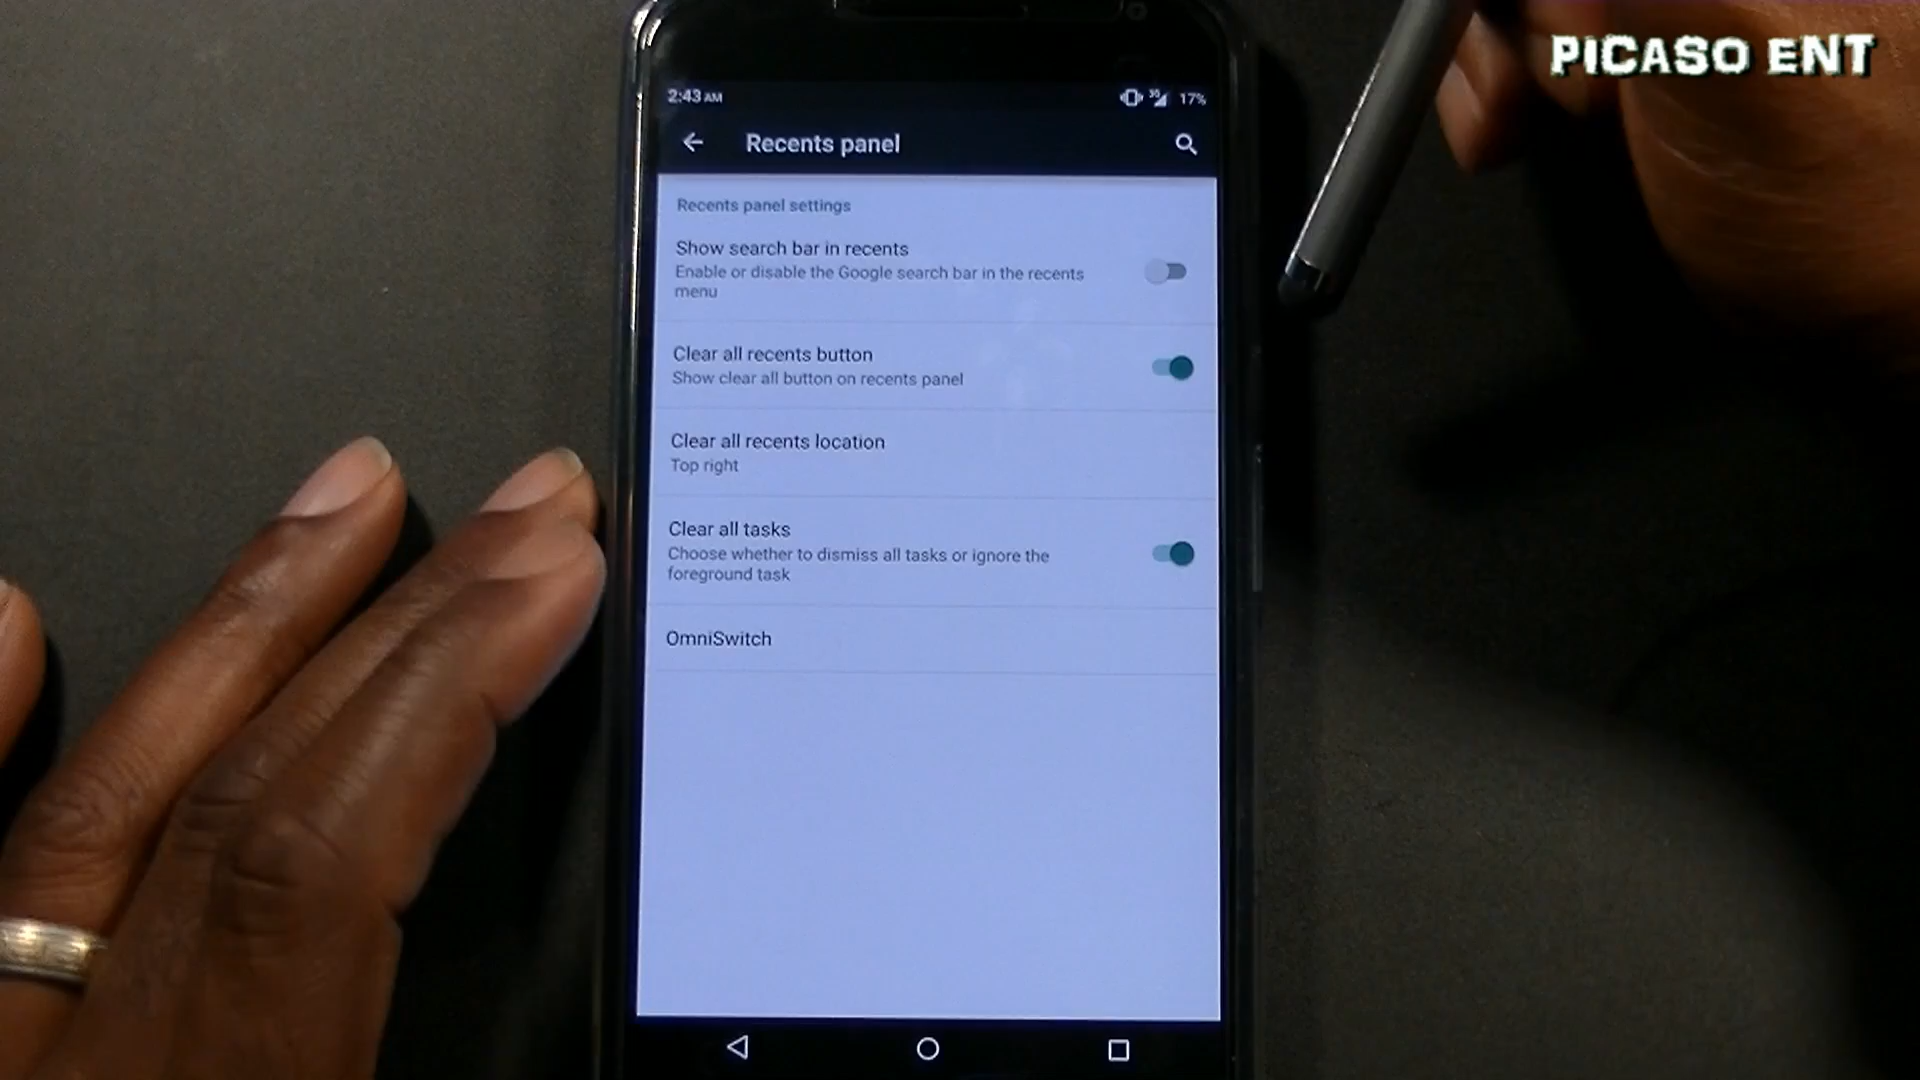 PICASO ENT
2:43 AM
3G
17%
Recents panel
Recents panel settings
Show search bar in recents
Enable or disable the Google search bar in the recents
menu
Clear all recents button
Show clear all button on recents panel
Clear all recents location
Top right
Clear all tasks
Choose whether to dismiss all tasks or ignore the
foreground task
OmniSwitch